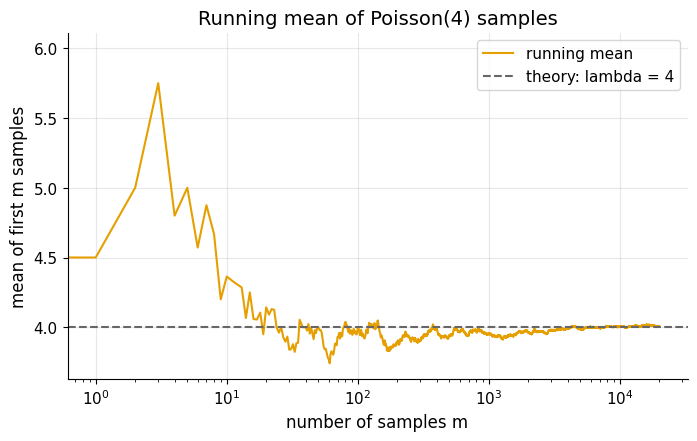 Running mean of Poisson(4) samples
running mean
theory: lambda = 4
mean of first m samples
6.0
5.5
5.0
4.5
4.0
10⁰ 10¹ 10² 10³ 10⁴
number of samples m